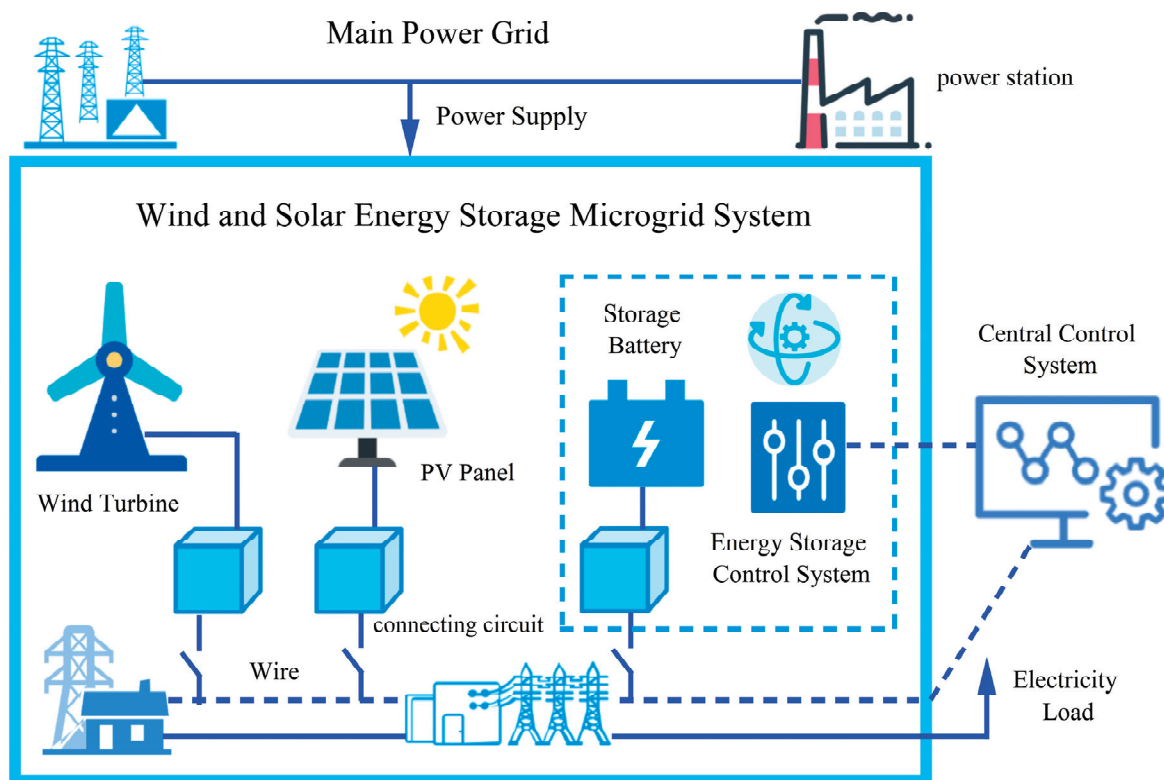 Main Power Grid
power station
Power Supply
Wind and Solar Energy Storage Microgrid System
Storage
Battery
Central Control
System
PV Panel
Wind Turbine
Energy Storage
Control System
connecting circuit
Wire
Electricity
Load